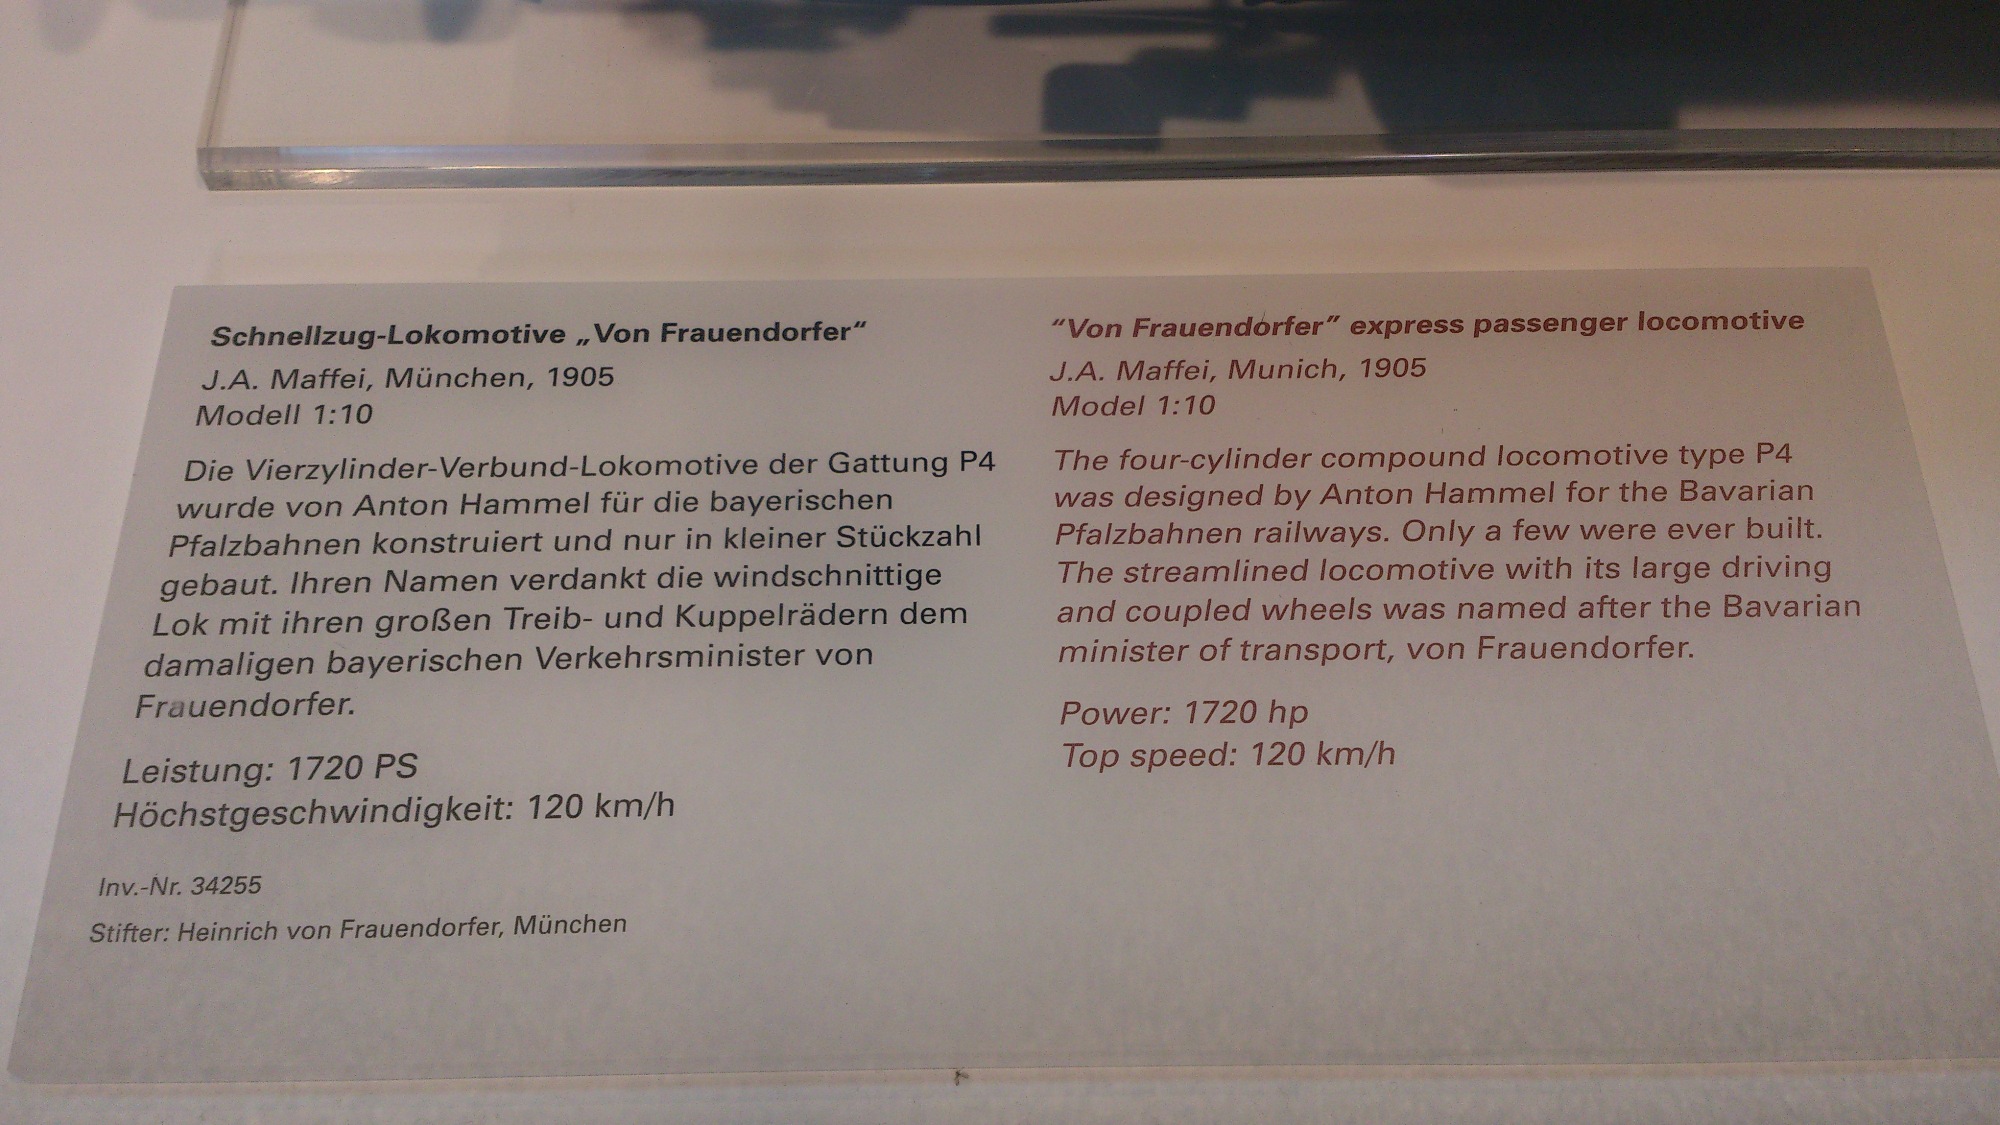 Schnellzug-Lokomotive „Von Frauendorfer“
J.A. Maffei, München, 1905
Modell 1:10
Die Vierzylinder-Verbund-Lokomotive der Gattung P4
wurde von Anton Hammel für die bayerischen
Pfalzbahnen konstruiert und nur in kleiner Stückzahl
gebaut. Ihren Namen verdankt die windschnittige
Lok mit ihren großen Treib- und Kuppelrädern dem
damaligen bayerischen Verkehrsminister von
Frauendorfer.
Leistung: 1720 PS
Höchstgeschwindigkeit: 120 km/h
Inv.-Nr. 34255
Stifter: Heinrich von Frauendorfer, München
“Von Frauendorfer” express passenger locomotive
J.A. Maffei, Munich, 1905
Model 1:10
The four-cylinder compound locomotive type P4
was designed by Anton Hammel for the Bavarian
Pfalzbahnen railways. Only a few were ever built.
The streamlined locomotive with its large driving
and coupled wheels was named after the Bavarian
minister of transport, von Frauendorfer.
Power: 1720 hp
Top speed: 120 km/h